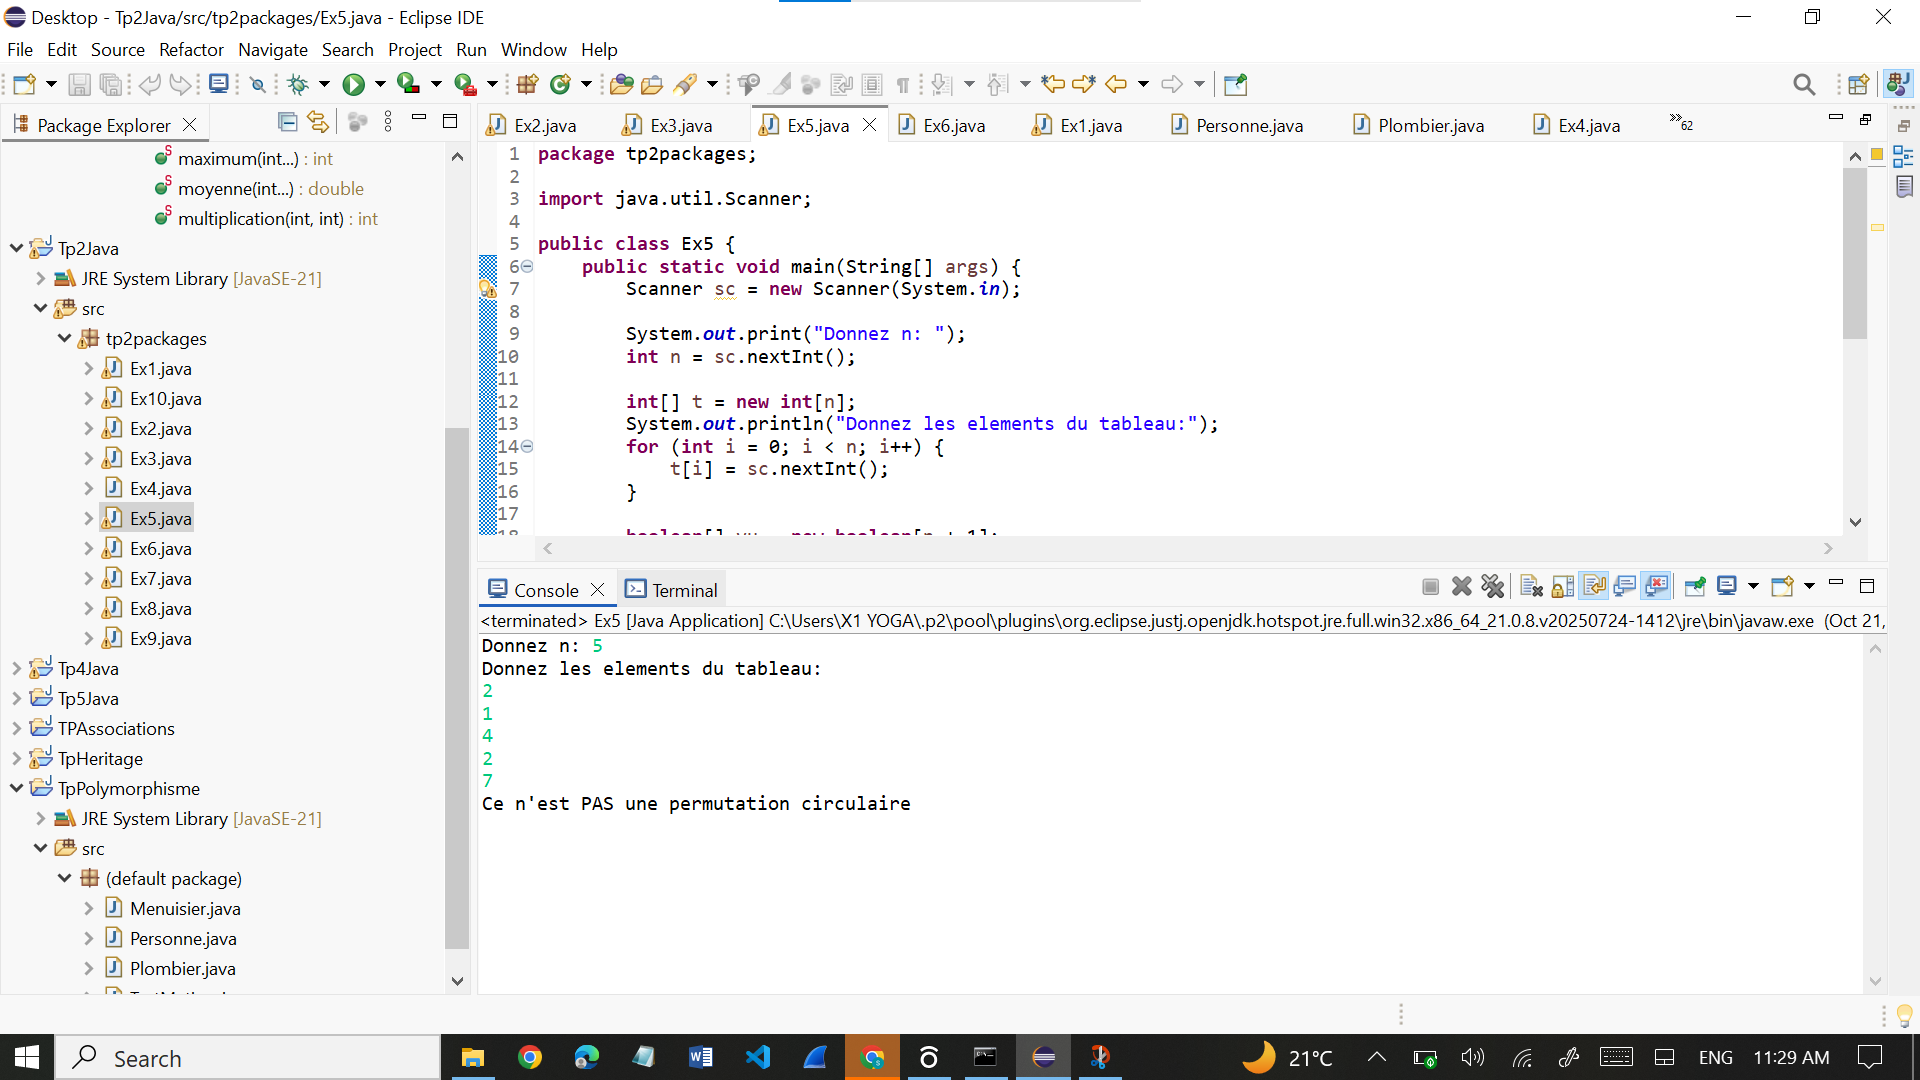 Desktop - Tp2Java/src/tp2packages/Ex5.java - Eclipse IDE
File Edit Source Refactor Navigate Search Project Run Window Help
Package Explorer
maximum(int...) : int
moyenne(int...) : double
multiplication(int, int) : int
Tp2Java
JRE System Library [JavaSE-21]
src
tp2packages
Ex1.java
Ex10.java
Ex2.java
Ex3.java
Ex4.java
Ex5.java
Ex6.java
Ex7.java
Ex8.java
Ex9.java
Tp4Java
Tp5Java
TPAssociations
TpHeritage
TpPolymorphisme
JRE System Library [JavaSE-21]
src
(default package)
Menuisier.java
Personne.java
Plombier.java
Ex2.java Ex3.java Ex5.java Ex6.java Ex1.java Personne.java Plombier.java Ex4.java 62
1 package tp2packages;
2
3 import java.util.Scanner;
4
5 public class Ex5 {
6 public static void main(String[] args) {
7 Scanner sc = new Scanner(System.in);
8
9 System.out.print("Donnez n: ");
10 int n = sc.nextInt();
11
12 int[] t = new int[n];
13 System.out.println("Donnez les elements du tableau:");
14 for (int i = 0; i < n; i++) {
15 t[i] = sc.nextInt();
16 }
17
Console Terminal
<terminated> Ex5 [Java Application] C:\Users\X1 YOGA\.p2\pool\plugins\org.eclipse.justj.openjdk.hotspot.jre.full.win32.x86_64_21.0.8.v20250724-1412\jre\bin\javaw.exe (Oct 21,
Donnez n: 5
Donnez les elements du tableau:
2
1
4
2
7
Ce n'est PAS une permutation circulaire
Search
21°C
ENG
11:29 AM